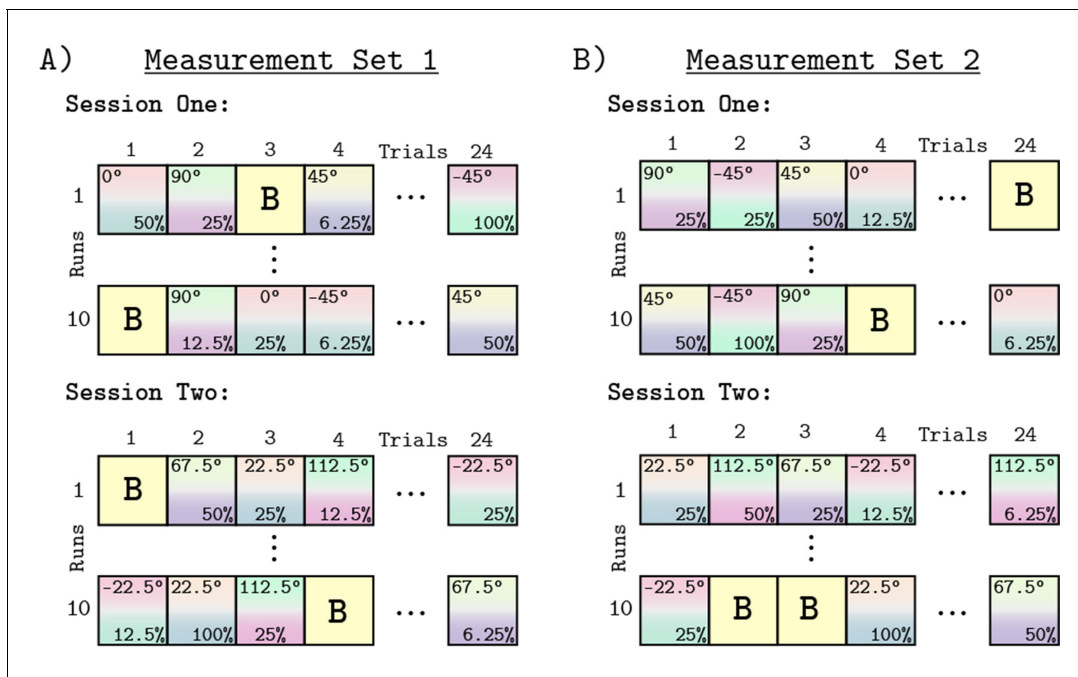 A) Measurement Set 1
Session One:
1 2 3 4 Trials 24
1
0° 90° B 45° ... -45°
50% 25% 6.25% 100%
Runs
⋮
10
B 90° 0° -45° ... 45°
12.5% 25% 6.25% 50%
Session Two:
1 2 3 4 Trials 24
1
B 67.5° 22.5° 112.5° ... -22.5°
50% 25% 12.5% 25%
Runs
⋮
10
-22.5° 22.5° 112.5° B ... 67.5°
12.5% 100% 25% 6.25%
B) Measurement Set 2
Session One:
1 2 3 4 Trials 24
1
90° -45° 45° 0° ... B
25% 25% 50% 12.5%
Runs
⋮
10
45° -45° 90° B ... 0°
50% 100% 25% 6.25%
Session Two:
1 2 3 4 Trials 24
1
22.5° 112.5° 67.5° -22.5° ... 112.5°
25% 50% 25% 12.5% 6.25%
Runs
⋮
10
-22.5° B B 22.5° ... 67.5°
25% 100% 50%